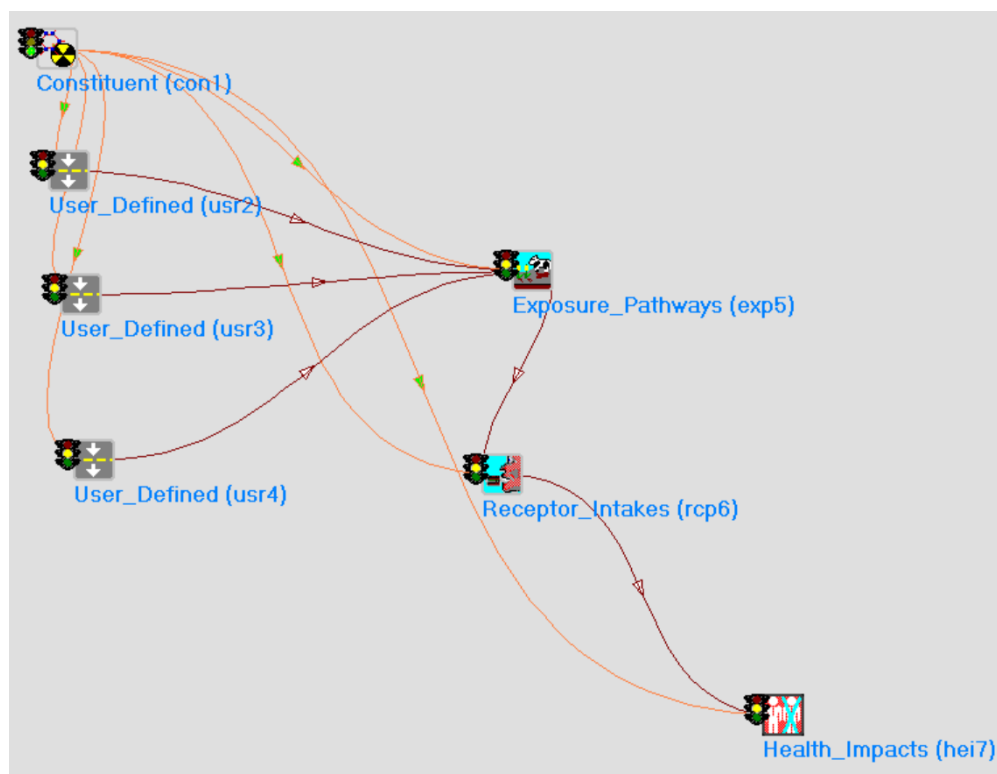 Constituent (con1)
User_Defined (usr2)
User_Defined (usr3)
Exposure_Pathways (exp5)
User_Defined (usr4)
Receptor_Intakes (rcp6)
Health_Impacts (hei7)